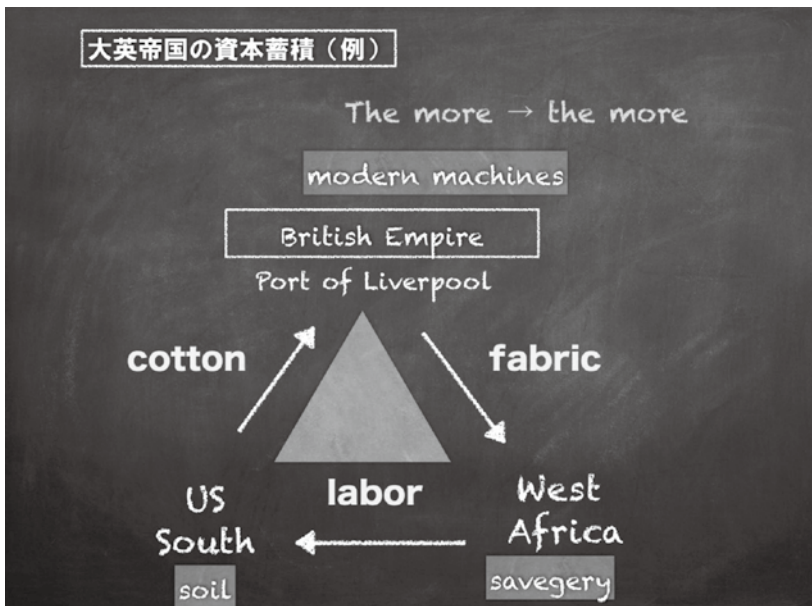 大英帝国の資本蓄積（例）
The more → the more
modern machines
British Empire
Port of Liverpool
cotton
fabric
labor
US
South
soil
West
Africa
savegery